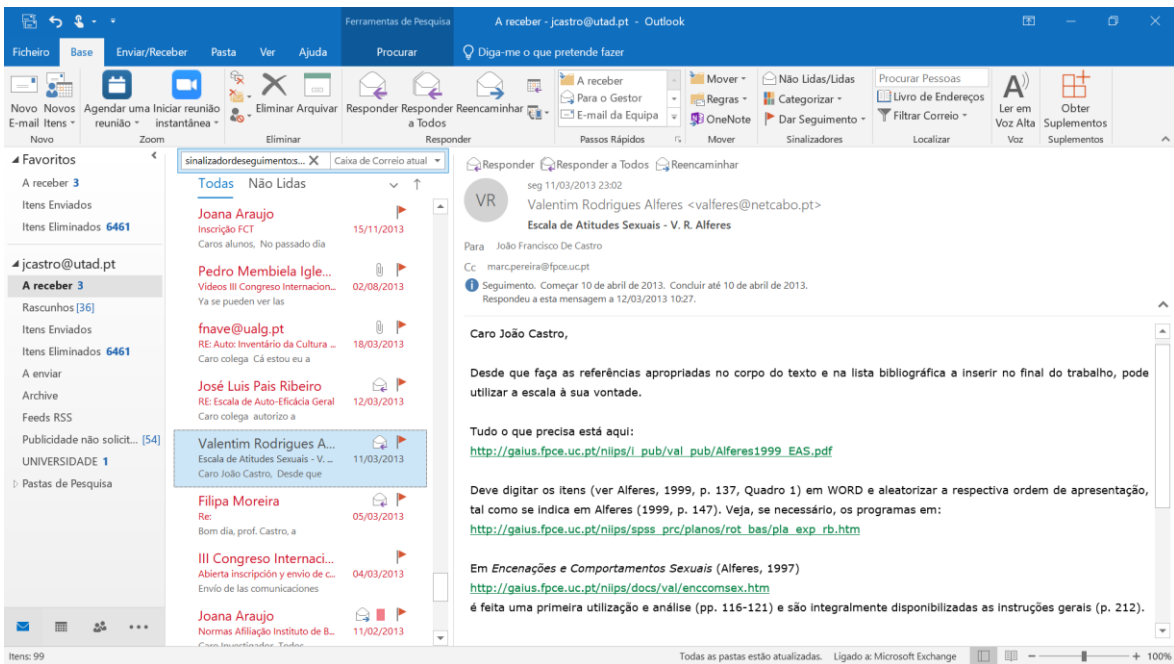 Ferramentas de Pesquisa
A receber - jcastro@utad.pt - Outlook
Ficheiro Base Enviar/Receber Pasta Ver Ajuda Procurar Diga-me o que pretende fazer
Novo E-mail
Novos Itens
Novo
Agendar uma reunião
Iniciar reunião instantânea
Zoom
Eliminar
Arquivar
Eliminar
Responder
Responder a Todos
Reencaminhar
Responder
A receber
Para o Gestor
E-mail da Equipa
Passos Rápidos
Mover
Regras
OneNote
Mover
Não Lidas/Lidas
Categorizar
Dar Seguimento
Sinalizadores
Procurar Pessoas
Livro de Endereços
Filtrar Correio
Localizar
Ler em Voz Alta
Voz
Obter Suplementos
Suplementos
Favoritos
A receber 3
Itens Enviados
Itens Eliminados 6461
jcastro@utad.pt
A receber 3
Rascunhos [36]
Itens Enviados
Itens Eliminados 6461
A enviar
Archive
Feeds RSS
Publicidade não solicit... [54]
UNIVERSIDADE 1
Pastas de Pesquisa
sinalizadordeseguimentos... X Caixa de Correio atual
Todas Não Lidas
Joana Araujo
Inscrição FCT 15/11/2013
Caros alunos, No passado dia
Pedro Membiela Igle...
Videos III Congreso Internacion... 02/08/2013
Ya se pueden ver las
fnave@ualg.pt
RE: Auto: Inventário da Cultura ... 18/03/2013
Caro colega Cá estou eu a
José Luis Pais Ribeiro
RE: Escala de Auto-Eficácia Geral 12/03/2013
Caro colega autorizo a
Valentim Rodrigues A...
Escala de Atitudes Sexuais - V. ... 11/03/2013
Caro João Castro, Desde que
Filipa Moreira
Re: 05/03/2013
Bom dia, prof. Castro, a
III Congreso Internaci...
Abierta inscripción y envio de c... 04/03/2013
Envío de las comunicaciones
Joana Araujo
Normas Afiliação Instituto de B... 11/02/2013
Caros Investigados, Todos
Responder Responder a Todos Reencaminhar
VR
seg 11/03/2013 23:02
Valentim Rodrigues Alferes <valferes@netcabo.pt>
Escala de Atitudes Sexuais - V. R. Alferes
Para João Francisco De Castro
Cc marc.pereira@fpce.uc.pt
Seguimento. Começar 10 de abril de 2013. Concluir até 10 de abril de 2013.
Respondeu a esta mensagem a 12/03/2013 10:27.
Caro João Castro,
Desde que faça as referências apropriadas no corpo do texto e na lista bibliográfica a inserir no final do trabalho, pode
utilizar a escala à sua vontade.
Tudo o que precisa está aqui:
http://gaius.fpce.uc.pt/niips/i_pub/val_pub/Alferes1999_EAS.pdf
Deve digitar os itens (ver Alferes, 1999, p. 137, Quadro 1) em WORD e aleatorizar a respectiva ordem de apresentação,
tal como se indica em Alferes (1999, p. 147). Veja, se necessário, os programas em:
http://gaius.fpce.uc.pt/niips/spss_prc/planos/rot_bas/pla_exp_rb.htm
Em Encenações e Comportamentos Sexuais (Alferes, 1997)
http://gaius.fpce.uc.pt/niips/docs/val/enccomsex.htm
é feita uma primeira utilização e análise (pp. 116-121) e são integralmente disponibilizadas as instruções gerais (p. 212).
Itens: 99
Todas as pastas estão atualizadas. Ligado a: Microsoft Exchange
100%